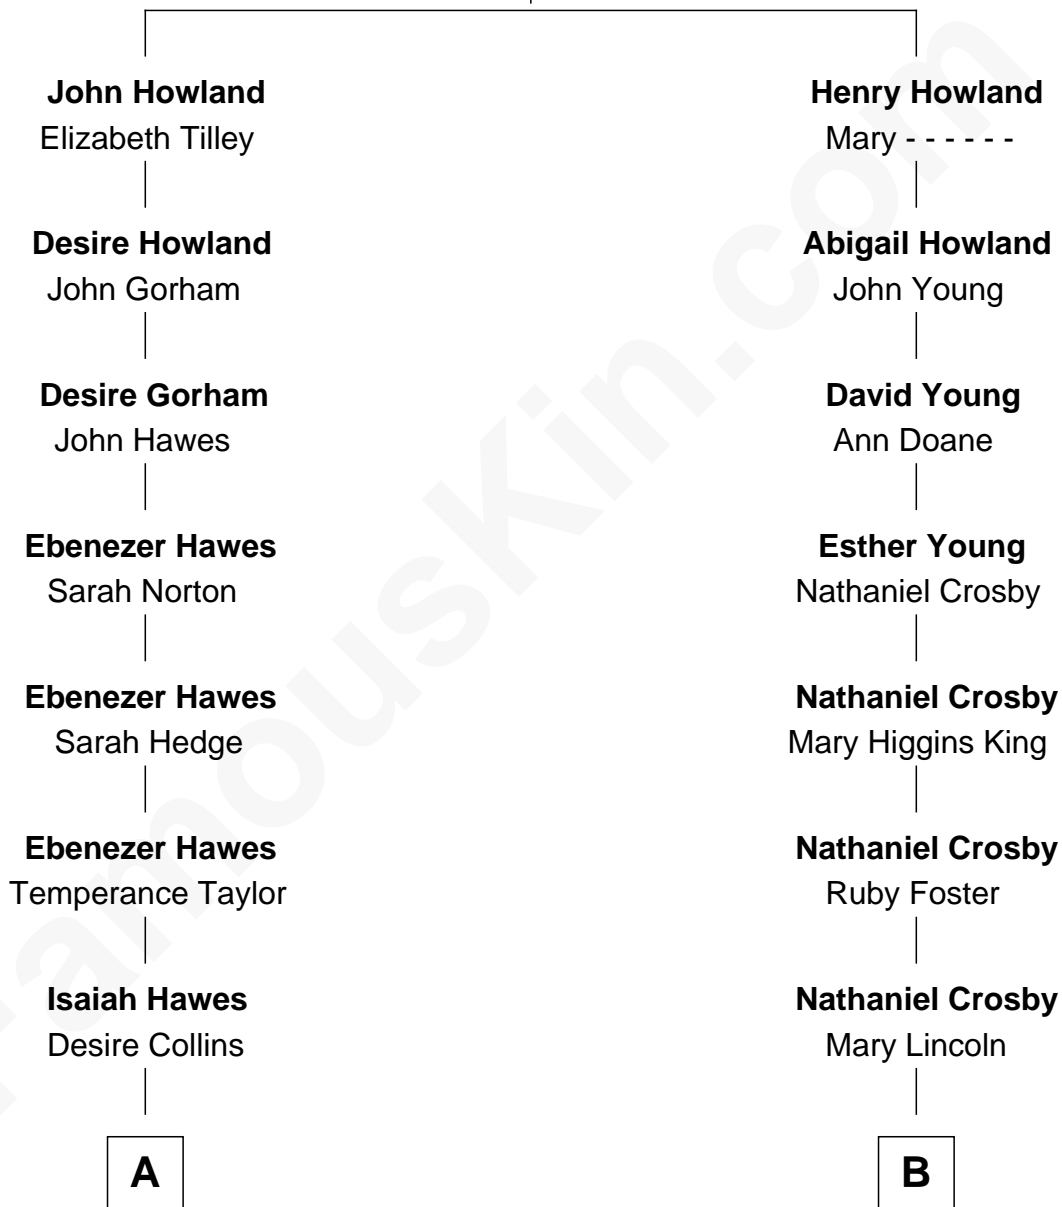 John Howland
Elizabeth Tilley
Desire Howland
John Gorham
Desire Gorham
John Hawes
Ebenezer Hawes
Sarah Norton
Ebenezer Hawes
Sarah Hedge
Ebenezer Hawes
Temperance Taylor
Isaiah Hawes
Desire Collins
A
Henry Howland
Mary - - - - - -
Abigail Howland
John Young
David Young
Ann Doane
Esther Young
Nathaniel Crosby
Nathaniel Crosby
Mary Higgins King
Nathaniel Crosby
Ruby Foster
Nathaniel Crosby
Mary Lincoln
B
FamousKin.com